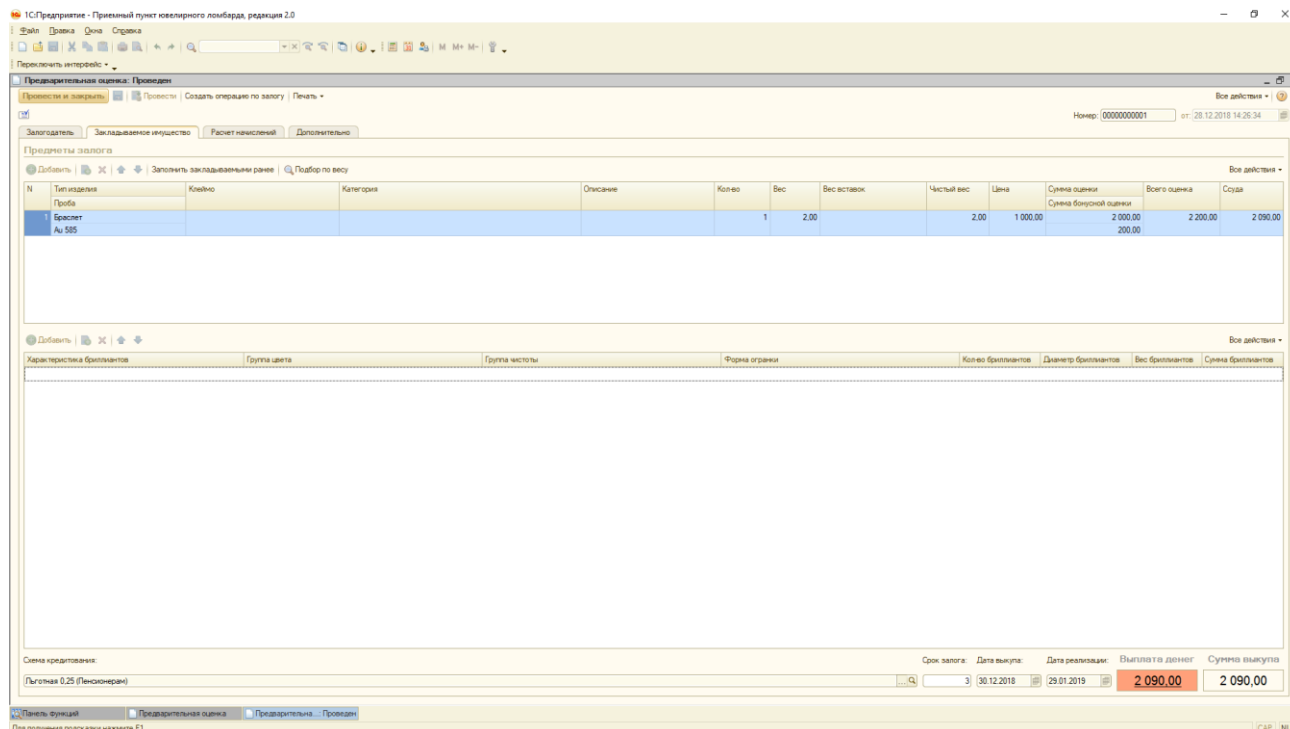 1С:Предприятие - Приемный пункт ювелирного ломбарда, редакция 2.0
Файл Правка Окна Справка
M M+ M-
Переключить интерфейс
Предварительная оценка: Проведен
Провести и закрыть Провести Создать операцию по залогу Печать Все действия
Номер: 00000000001 от: 28.12.2018 14:26:34
Залогодатель Закладываемое имущество Расчет начислений Дополнительно
Предметы залога
Добавить Заполнить закладываемыми ранее Подбор по весу Все действия
N Тип изделия Клеймо Категория Описание Кол-во Вес Вес вставок Чистый вес Цена Сумма оценки Всего оценка Ссуда
Проба Сумма бонусной оценки
1 Браслет 1 2,00 2,00 1 000,00 2 000,00 2 200,00 2 090,00
Au 585 200,00
Добавить Все действия
Характеристика бриллиантов Группа цвета Группа чистоты Форма огранки Кол-во бриллиантов Диаметр бриллиантов Вес бриллиантов Сумма бриллиантов
Схема кредитования: Срок залога: Дата выкупа: Дата реализации: Выплата денег Сумма выкупа
Льготная 0,25 (Пенсионерам) ... 3 30.12.2018 29.01.2019 2 090,00 2 090,00
Панель функций Предварительная оценка Предварительна...: Проведен
Для получения подсказки нажмите F1 CAP